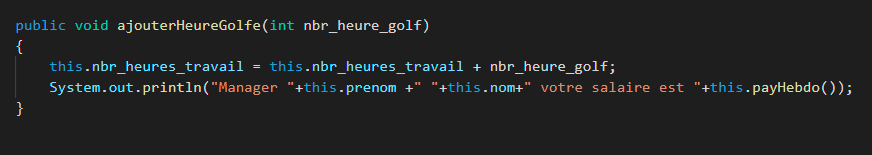 public void ajouterHeureGolfe(int nbr_heure_golf)
{
this.nbr_heures_travail = this.nbr_heures_travail + nbr_heure_golf;
System.out.println("Manager "+this.prenom +" "+this.nom+" votre salaire est "+this.payHebdo());
}